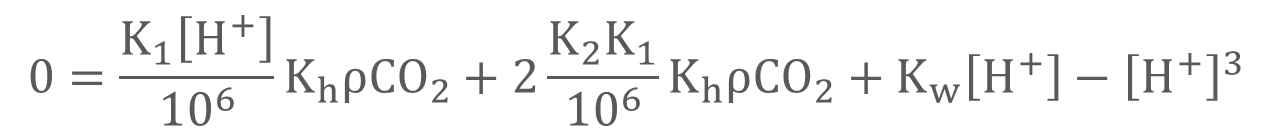 0 = K₁[H⁺]/10⁶ KₕρCO₂ + 2 K₂K₁/10⁶ KₕρCO₂ + K_w[H⁺] − [H⁺]³